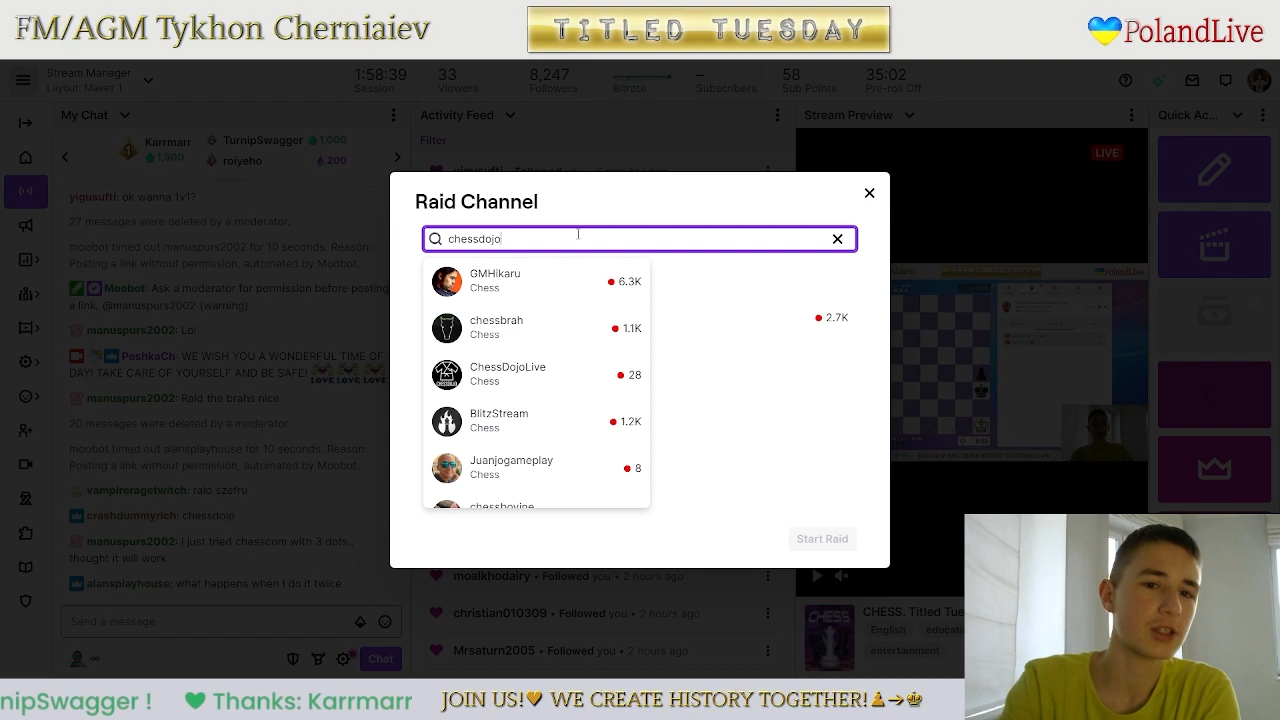 FM/AGM Tykhon Cherniaiev
TITLED TUESDAY
PolandLive
Stream Manager
Layout: Макет 1
1:58:39
Session
33
Viewers
8,247
Followers
Bitrate
–
Subscribers
58
Sub Points
35:02
Pre-roll Off
My Chat
Activity Feed
Stream Preview
Quick Ac...
Karrmarr
1,900
TurnipSwagger 1,000
roiyeho 200
Filter
yigusufti: ok wanna 1v1?
27 messages were deleted by a moderator.
moobot timed out manuspurs2002 for 10 seconds. Reason:
Posting a link without permission, automated by Moobot.
Moobot: Ask a moderator for permission before posting
a link, @manuspurs2002 (warning)
manuspurs2002: Lol
PoshkaCh: WE WISH YOU A WONDERFUL TIME OF
DAY! TAKE CARE OF YOURSELF AND BE SAFE!
LOVE LOVE LOVE
manuspurs2002: Raid the brahs nice
20 messages were deleted by a moderator.
moobot timed out alansplayhouse for 10 seconds. Reason:
Posting a link without permission, automated by Moobot.
vampireragetwitch: raid szefru
crashdummyrich: chessdojo
manuspurs2002: I just tried chesscom with 3 dots..
thought it will work
alansplayhouse: what happens when I do it twice
Send a message
Chat
Raid Channel
chessdojo
GMHikaru
Chess
6.3K
chessbrah
Chess
1.1K
ChessDojoLive
Chess
28
BlitzStream
Chess
1.2K
Juanjogameplay
Chess
8
chessbovine
2.7K
Start Raid
moalkhodairy • Followed you • 2 hours ago
christian010309 • Followed you • 2 hours ago
Mrsaturn2005 • Followed you • 2 hours ago
LIVE
CHESS
CHESS. Titled Tue
English
educati
entertainment
nipSwagger !
Thanks: Karrmarr
JOIN US!🧡 WE CREATE HISTORY TOGETHER!♟→♚